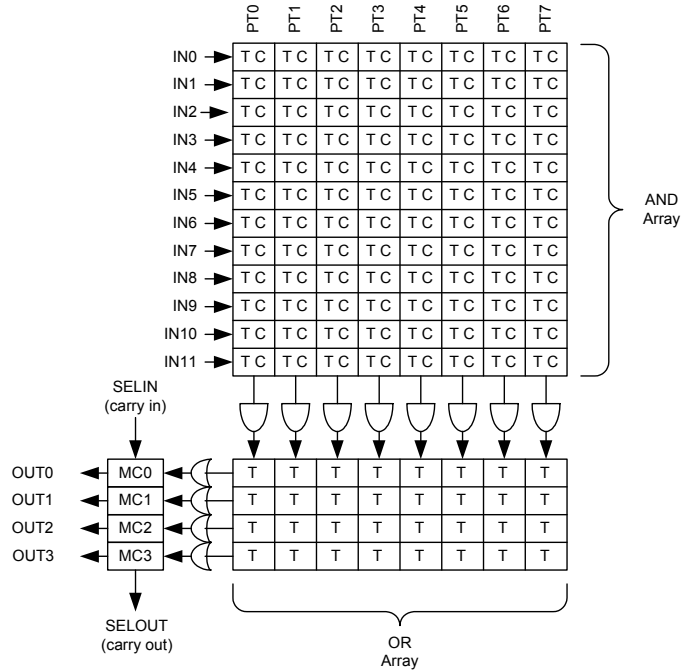 PT0 PT1 PT2 PT3 PT4 PT5 PT6 PT7
IN0 T C T C T C T C T C T C T C T C
IN1 T C T C T C T C T C T C T C T C
IN2 T C T C T C T C T C T C T C T C
IN3 T C T C T C T C T C T C T C T C
IN4 T C T C T C T C T C T C T C T C
IN5 T C T C T C T C T C T C T C T C
IN6 T C T C T C T C T C T C T C T C
IN7 T C T C T C T C T C T C T C T C
IN8 T C T C T C T C T C T C T C T C
IN9 T C T C T C T C T C T C T C T C
IN10 T C T C T C T C T C T C T C T C
IN11 T C T C T C T C T C T C T C T C
AND
Array
SELIN
(carry in)
OUT0 MC0 T T T T T T T T
OUT1 MC1 T T T T T T T T
OUT2 MC2 T T T T T T T T
OUT3 MC3 T T T T T T T T
SELOUT
(carry out)
OR
Array